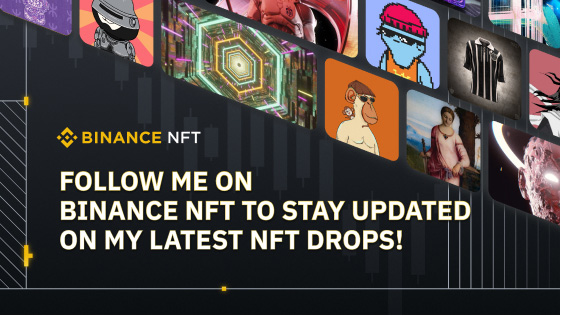 BINANCE NFT
FOLLOW ME ON
BINANCE NFT TO STAY UPDATED
ON MY LATEST NFT DROPS!